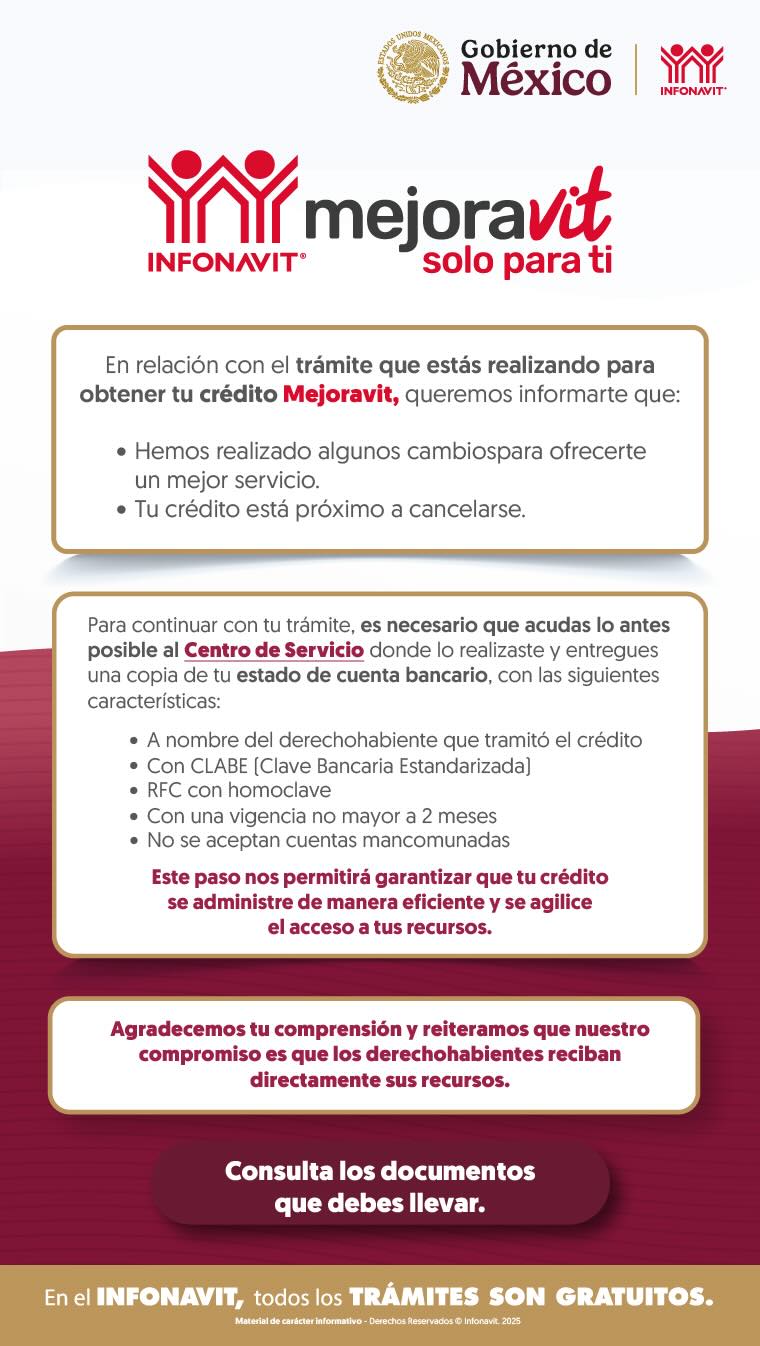 ESTADOS UNIDOS MEXICANOS
Gobierno de
México
INFONAVIT®
INFONAVIT®
mejoravit
solo para ti
En relación con el trámite que estás realizando para
obtener tu crédito Mejoravit, queremos informarte que:
• Hemos realizado algunos cambiospara ofrecerte
un mejor servicio.
• Tu crédito está próximo a cancelarse.
Para continuar con tu trámite, es necesario que acudas lo antes
posible al Centro de Servicio donde lo realizaste y entregues
una copia de tu estado de cuenta bancario, con las siguientes
características:
• A nombre del derechohabiente que tramitó el crédito
• Con CLABE (Clave Bancaria Estandarizada)
• RFC con homoclave
• Con una vigencia no mayor a 2 meses
• No se aceptan cuentas mancomunadas
Este paso nos permitirá garantizar que tu crédito
se administre de manera eficiente y se agilice
el acceso a tus recursos.
Agradecemos tu comprensión y reiteramos que nuestro
compromiso es que los derechohabientes reciban
directamente sus recursos.
Consulta los documentos
que debes llevar.
En el INFONAVIT, todos los TRÁMITES SON GRATUITOS.
Material de carácter informativo - Derechos Reservados © Infonavit. 2025